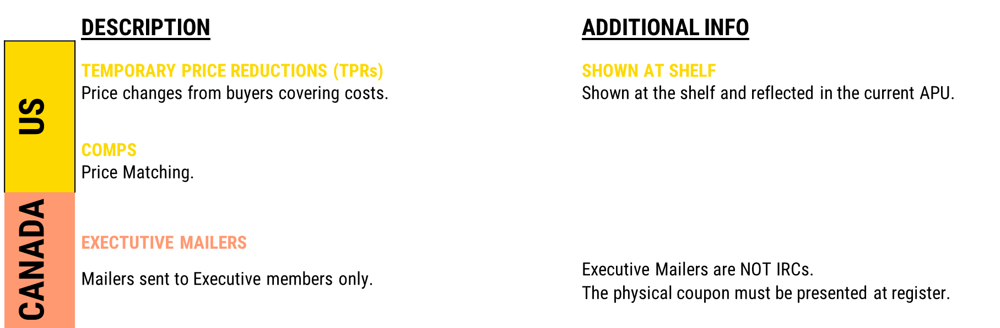 DESCRIPTION
ADDITIONAL INFO
US
TEMPORARY PRICE REDUCTIONS (TPRs)
Price changes from buyers covering costs.
SHOWN AT SHELF
Shown at the shelf and reflected in the current APU.
COMPS
Price Matching.
CANADA
EXECTUTIVE MAILERS
Mailers sent to Executive members only.
Executive Mailers are NOT IRCs.
The physical coupon must be presented at register.